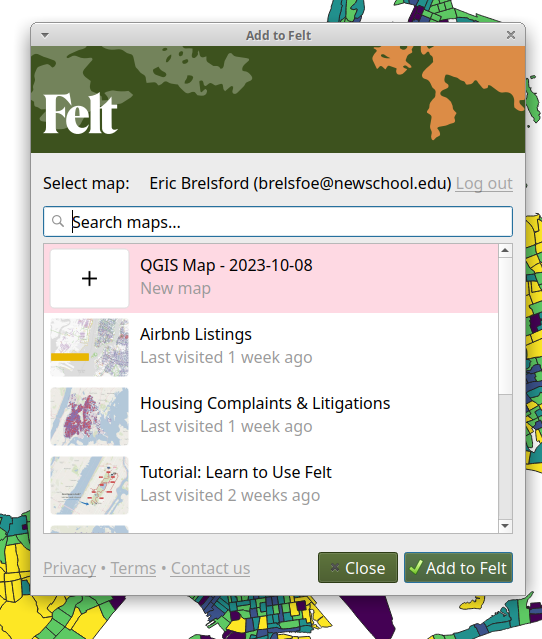 Add to Felt
Felt
Select map: Eric Brelsford (brelsfoe@newschool.edu) Log out
Search maps...
QGIS Map - 2023-10-08
New map
Airbnb Listings
Last visited 1 week ago
Housing Complaints & Litigations
Last visited 1 week ago
Tutorial: Learn to Use Felt
Last visited 2 weeks ago
Privacy • Terms • Contact us
Close
Add to Felt